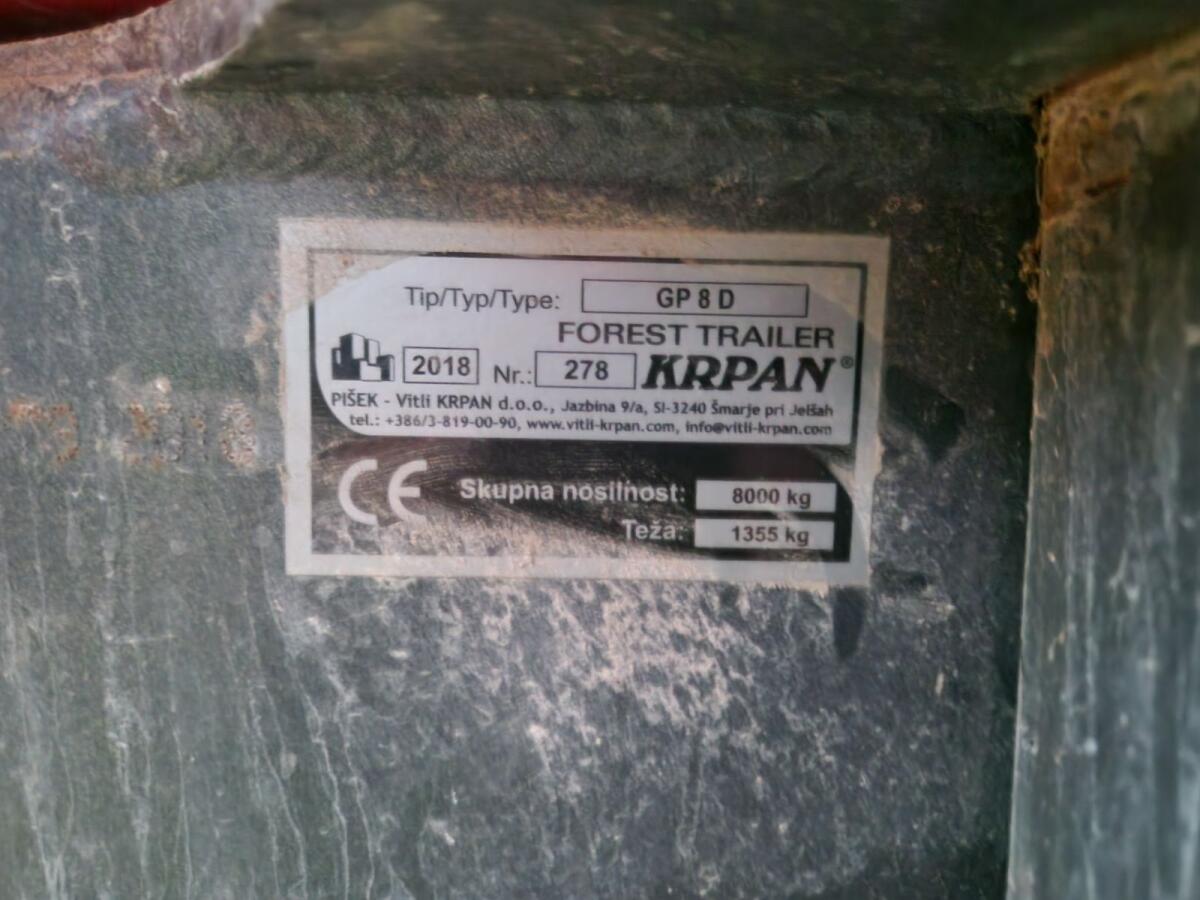 Tip/Typ/Type: GP 8 D
FOREST TRAILER
2018 Nr.: 278 KRPAN®
PIŠEK - Vitli KRPAN d.o.o., Jazbina 9/a, SI-3240 Šmarje pri Jelšah
tel.: +386/3-819-00-90, www.vitli-krpan.com, info@vitli-krpan.com
CE Skupna nosilnost: 8000 kg
Teža: 1355 kg